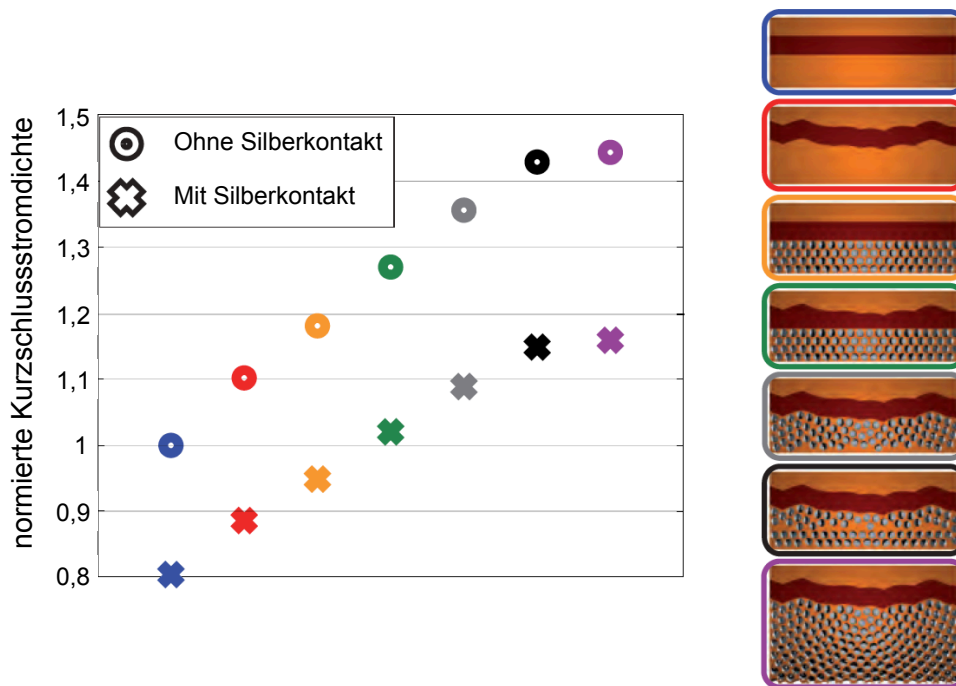 normierte Kurzschlussstromdichte
1,5
1,4
1,3
1,2
1,1
1
0,9
0,8
Ohne Silberkontakt
Mit Silberkontakt